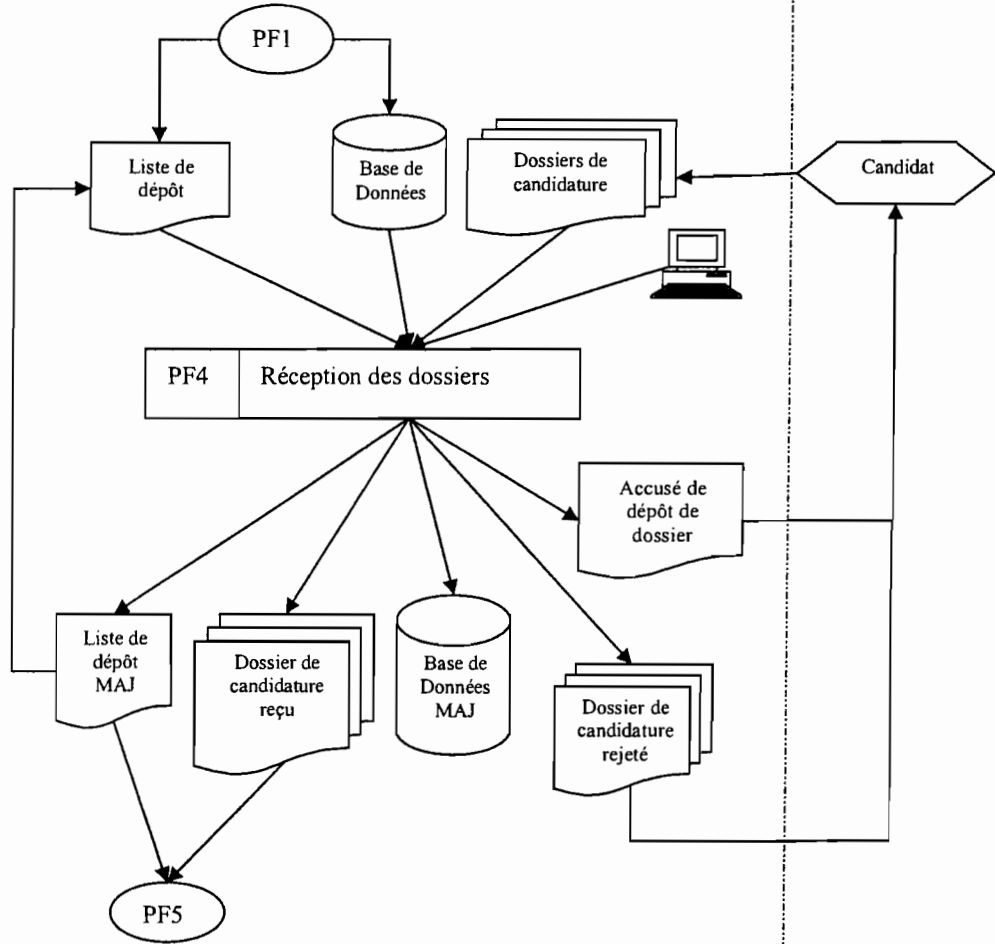 PF1
Liste de
dépôt
Base de
Données
Dossiers de
candidature
Candidat
PF4
Réception des dossiers
Accusé de
dépôt de
dossier
Liste de
dépôt
MAJ
Dossier de
candidature
reçu
Base de
Données
MAJ
Dossier de
candidature
rejeté
PF5